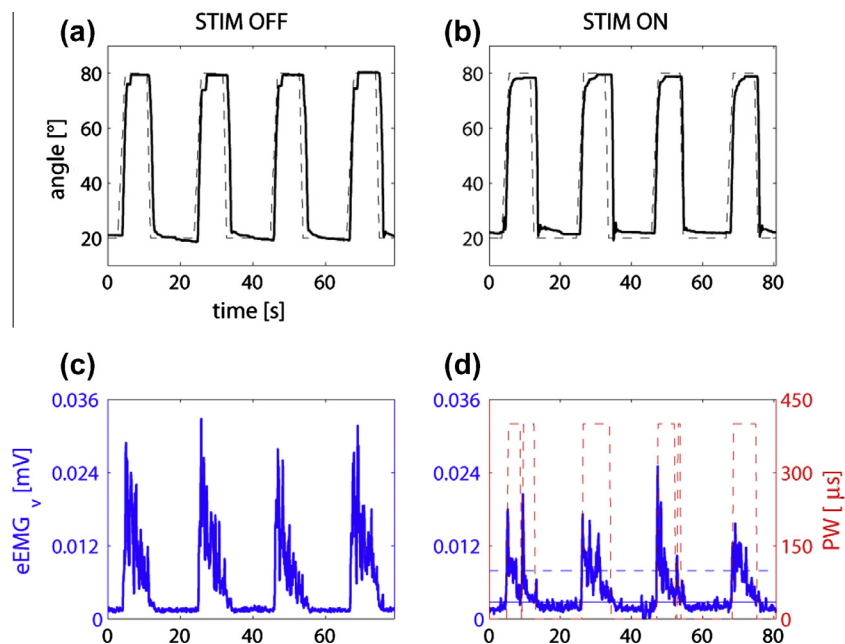 (a) STIM OFF
(b) STIM ON
angle [°]
80
60
40
20
0 20 40 60
time [s]
80
60
40
20
0 20 40 60 80
(c)
(d)
eEMG v [mV]
0.036
0.024
0.012
0
0 20 40 60
0.036
0.024
0.012
0
0 20 40 60 80
450
300
150
0
PW [ µs]